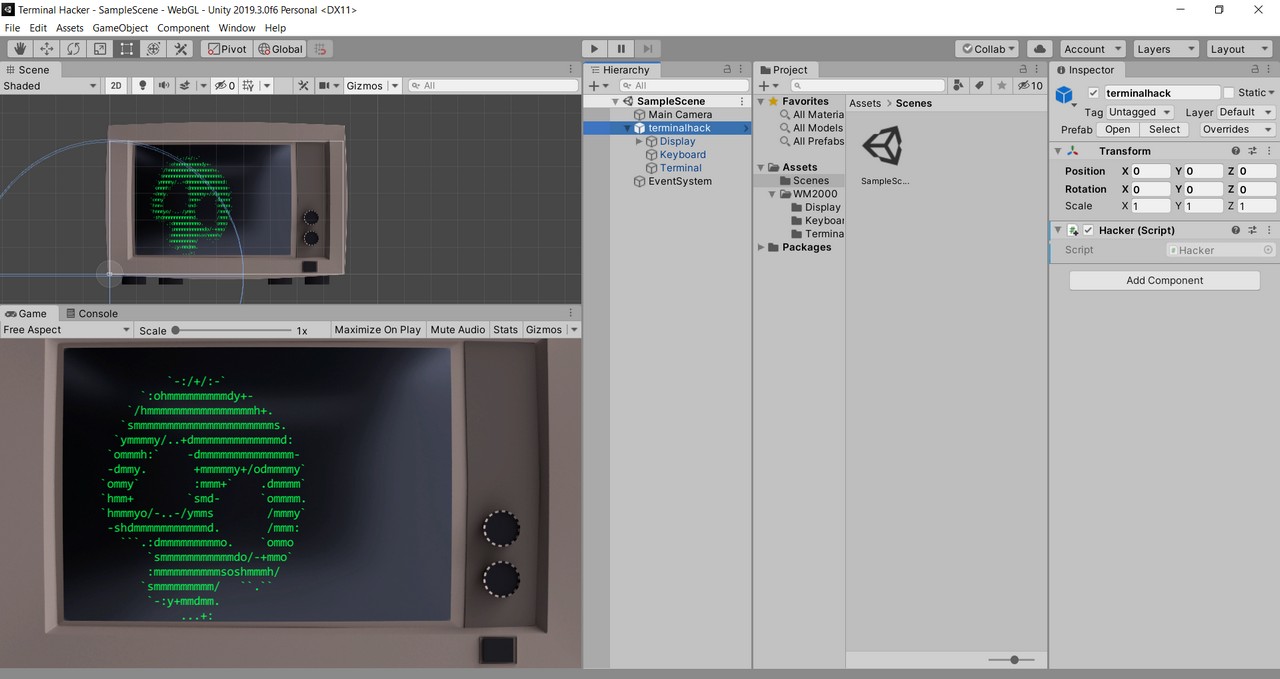 Terminal Hacker - SampleScene - WebGL - Unity 2019.3.0f6 Personal <DX11>
File Edit Assets GameObject Component Window Help
Pivot Global Collab Account Layers Layout
Scene
Shaded 2D 0 Gizmos All
Hierarchy
All
SampleScene
Main Camera
terminalhack
Display
Keyboard
Terminal
EventSystem
Project
10
Favorites
All Materia
All Models
All Prefabs
Assets
Scenes
WM2000
Display
Keyboar
Termina
Packages
Assets > Scenes
SampleSc...
Inspector
terminalhack Static
Tag Untagged Layer Default
Prefab Open Select Overrides
Transform
Position X 0 Y 0 Z 0
Rotation X 0 Y 0 Z 0
Scale X 1 Y 1 Z 1
Hacker (Script)
Script # Hacker
Add Component
Game Console
Free Aspect Scale 1x Maximize On Play Mute Audio Stats Gizmos
`-:/+/:-`
`:ohmmmmmmmmdy+-
`/hmmmmmmmmmmmmmmmh+.
`smmmmmmmmmmmmmmmmmmmms.
`ymmmmy/..+dmmmmmmmmmmmmmd:
`ommmh:` -dmmmmmmmmmmmmm-
-dmmy. +mmmmmy+/odmmmmy`
`ommy` :mmm+` .dmmmm`
`hmm+ `smd- `ommmm.
`hmmmyo/-..-/ymms /mmmy`
-shdmmmmmmmmmmd. /mmm:
```.:dmmmmmmmo. `ommo
`smmmmmmmmmmdo/-+mmo`
:mmmmmmmmmmsoshmmmh/
`smmmmmmmmm/ ``.``
`-:y+mmdmm.
...+: